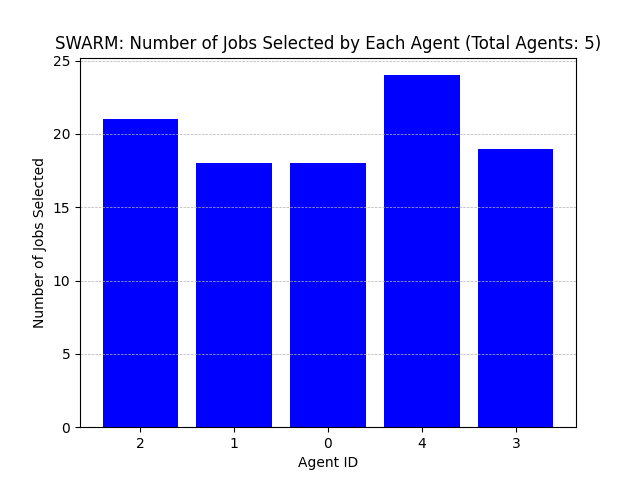 SWARM: Number of Jobs Selected by Each Agent (Total Agents: 5)
25
20
15
10
5
0
Number of Jobs Selected
2 1 0 4 3
Agent ID